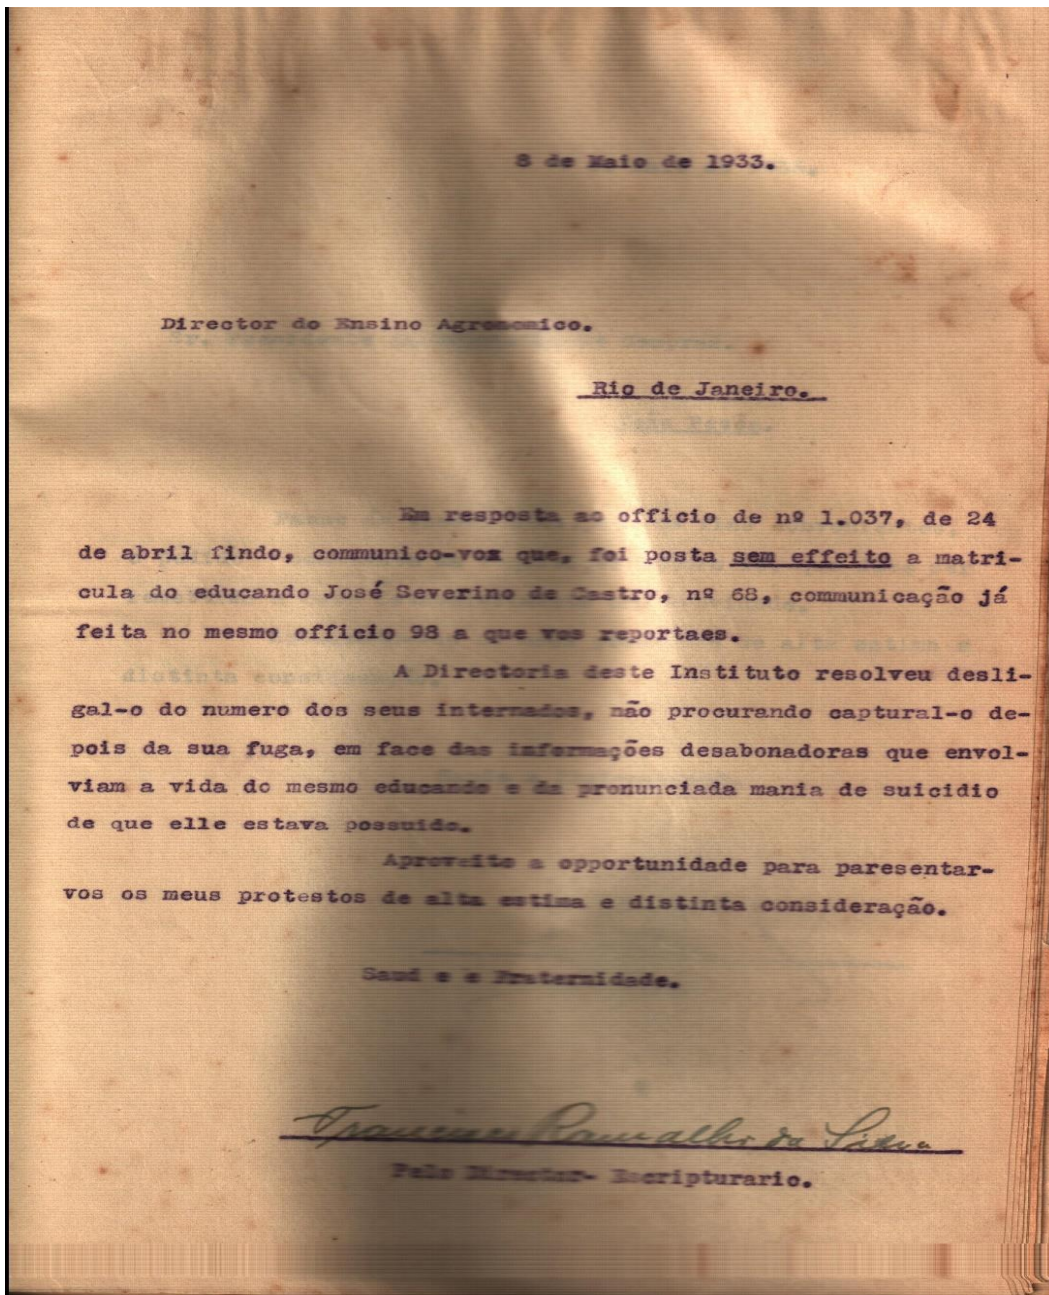 8 de Maio de 1933.
Director do Ensino Agronomico.
Rio de Janeiro.
Em resposta ao officio de nº 1.037, de 24
de abril findo, communico-vos que, foi posta sem effeito a matri-
cula do educando José Severino de Castro, nº 68, communicação já
feita no mesmo officio 98 a que vos reportaes.
A Directoria deste Instituto resolveu desli-
gal-o do numero dos seus internados, não procurando captural-o de-
pois da sua fuga, em face das informações desabonadoras que envol-
viam a vida do mesmo educando e da pronunciada mania de suicidio
de que elle estava possuido.
Aproveito a opportunidade para paresentar-
vos os meus protestos de alta estima e distinta consideração.
Saud e e Fraternidade.
Francisco Ramalho da
Pelo Director- Escripturario.